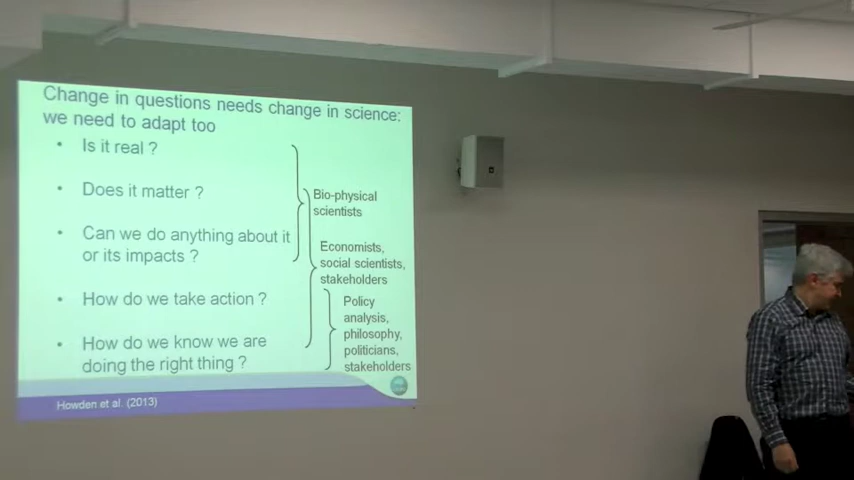 Change in questions needs change in science:
we need to adapt too
• Is it real ?
• Does it matter ?
• Can we do anything about it
or its impacts ?
• How do we take action ?
• How do we know we are
doing the right thing ?
Bio-physical
scientists
Economists,
social scientists,
stakeholders
Policy
analysis,
philosophy,
politicians,
stakeholders
Howden et al. (2013)